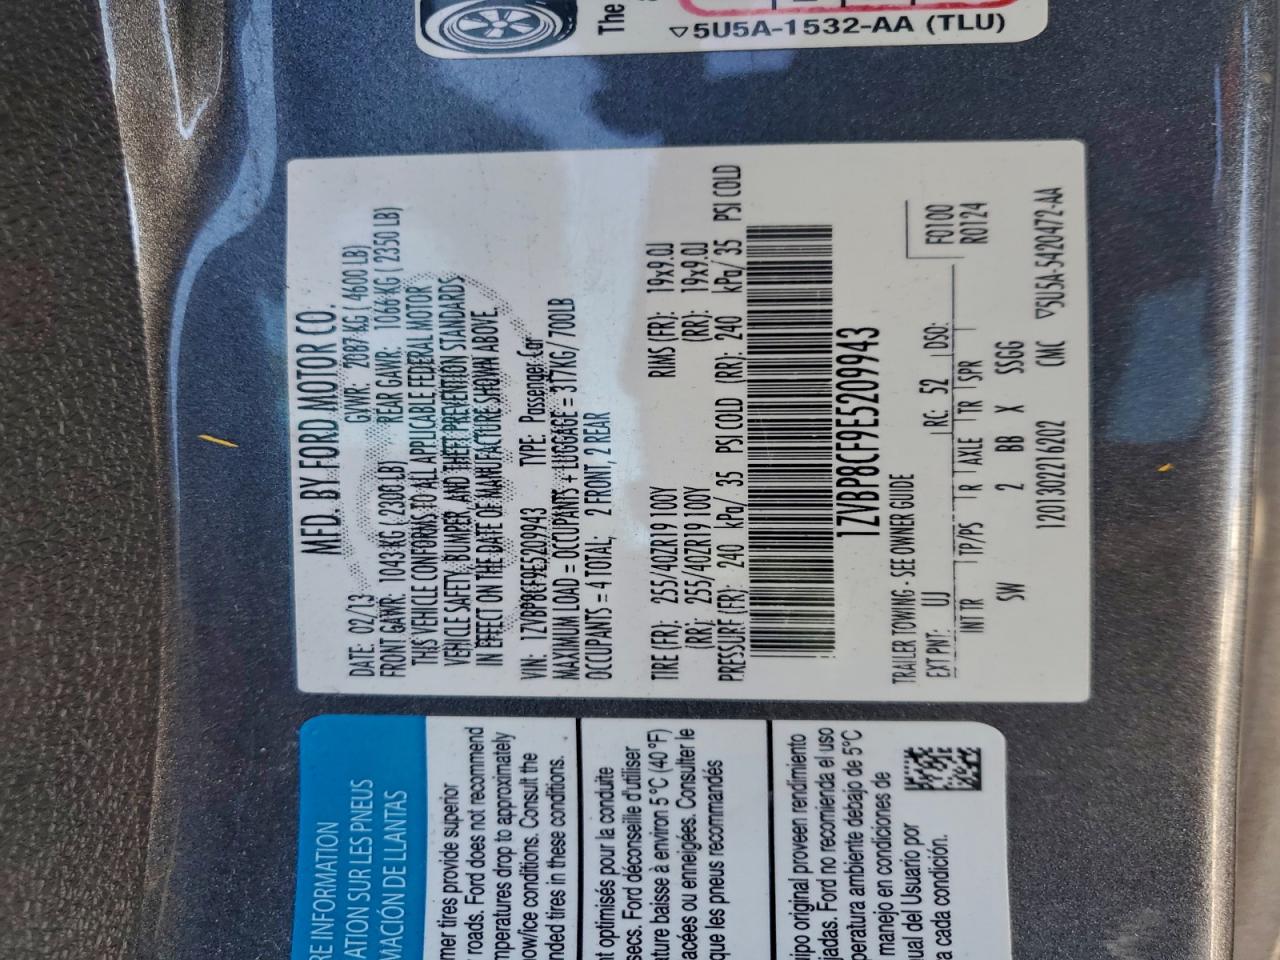 The
▽5U5A-1532-AA (TLU)
MFD. BY FORD MOTOR CO.
DATE: 02/13 GVWR: 2087 KG ( 4600 LB)
FRONT GAWR: 1043 KG ( 2300 LB) REAR GAWR: 1066 KG ( 2350 LB)
THIS VEHICLE CONFORMS TO ALL APPLICABLE FEDERAL MOTOR
VEHICLE SAFETY, BUMPER, AND THEFT PREVENTION STANDARDS
IN EFFECT ON THE DATE OF MANUFACTURE SHOWN ABOVE.
VIN: 1ZVBP8CF9E5209943 TYPE: Passenger Car
MAXIMUM LOAD = OCCUPANTS + LUGGAGE = 317KG/ 700LB
OCCUPANTS = 4 TOTAL; 2 FRONT, 2 REAR
TIRE (FR): 255/40ZR19 100Y RIMS (FR): 19x9.0J
(RR): 255/40ZR19 100Y (RR): 19x9.0J
PRESSURE (FR): 240 kPa/ 35 PSI COLD (RR): 240 kPa/ 35 PSI COLD
1ZVBP8CF9E5209943
TRAILER TOWING - SEE OWNER GUIDE
F0100
R0124
EXT PNT: UJ RC: 52 DSO:
INT TR TP/PS R AXLE TR SPR
SW 2 BB X SSGG
1201302216202 CMC ▽5U5A-5420472-AA
RE INFORMATION
ATION SUR LES PNEUS
MACIÓN DE LLANTAS
mer tires provide superior
roads. Ford does not recommend
mperatures drop to approximately
now/ice conditions. Consult the
nded tires in these conditions.
nt optimisés pour la conduite
secs. Ford déconseille d'utiliser
ature baisse à environ 5°C (40°F)
acées ou enneigées. Consulter le
que les pneus recommandés
uipo original proveen rendimiento
jadas. Ford no recomienda el uso
peratura ambiente debajo de 5°C
manejo en condiciones de
ual del Usuario por
a cada condición.